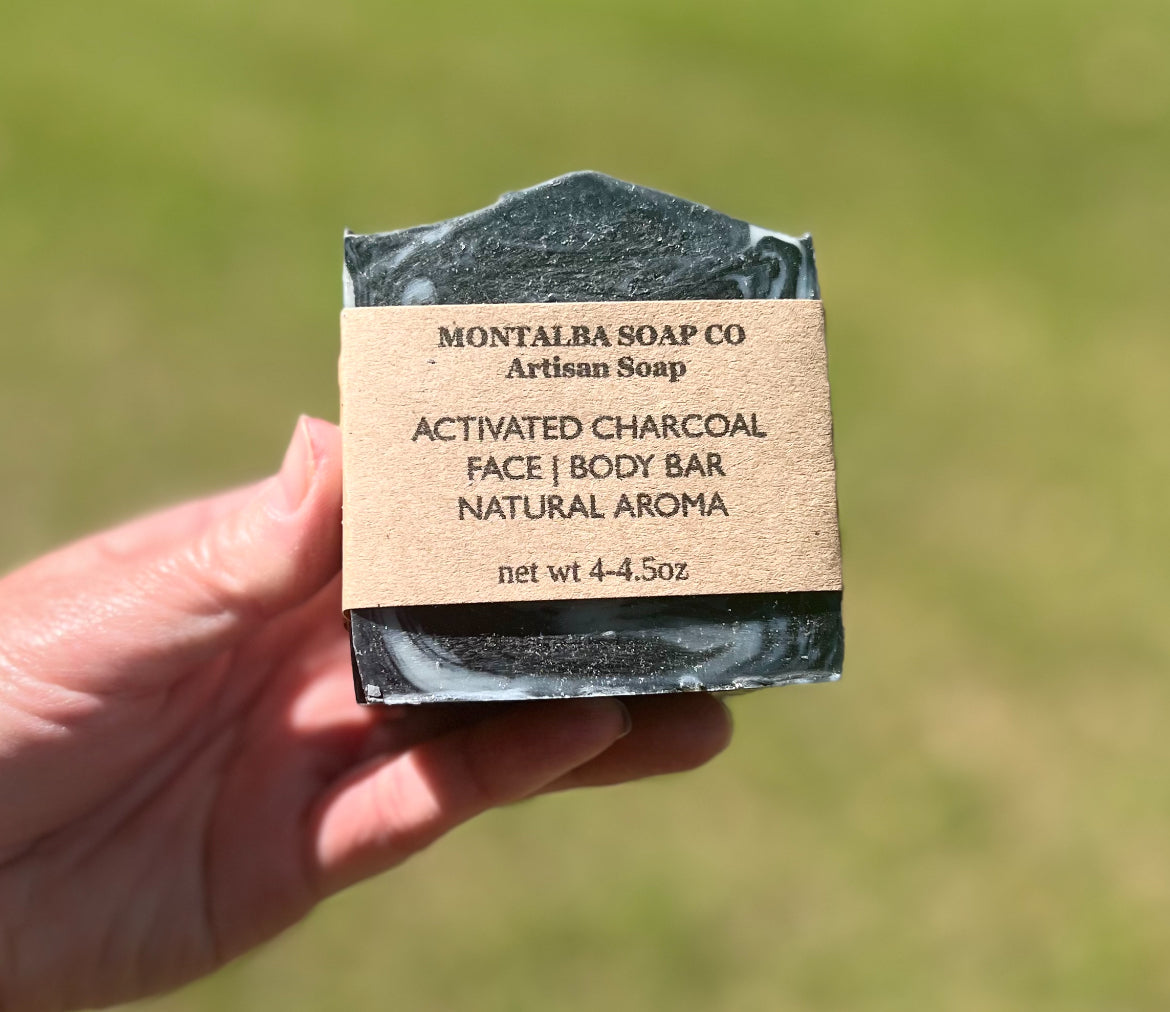 MONTALBA SOAP CO
Artisan Soap
ACTIVATED CHARCOAL
FACE | BODY BAR
NATURAL AROMA
net wt 4-4.5oz